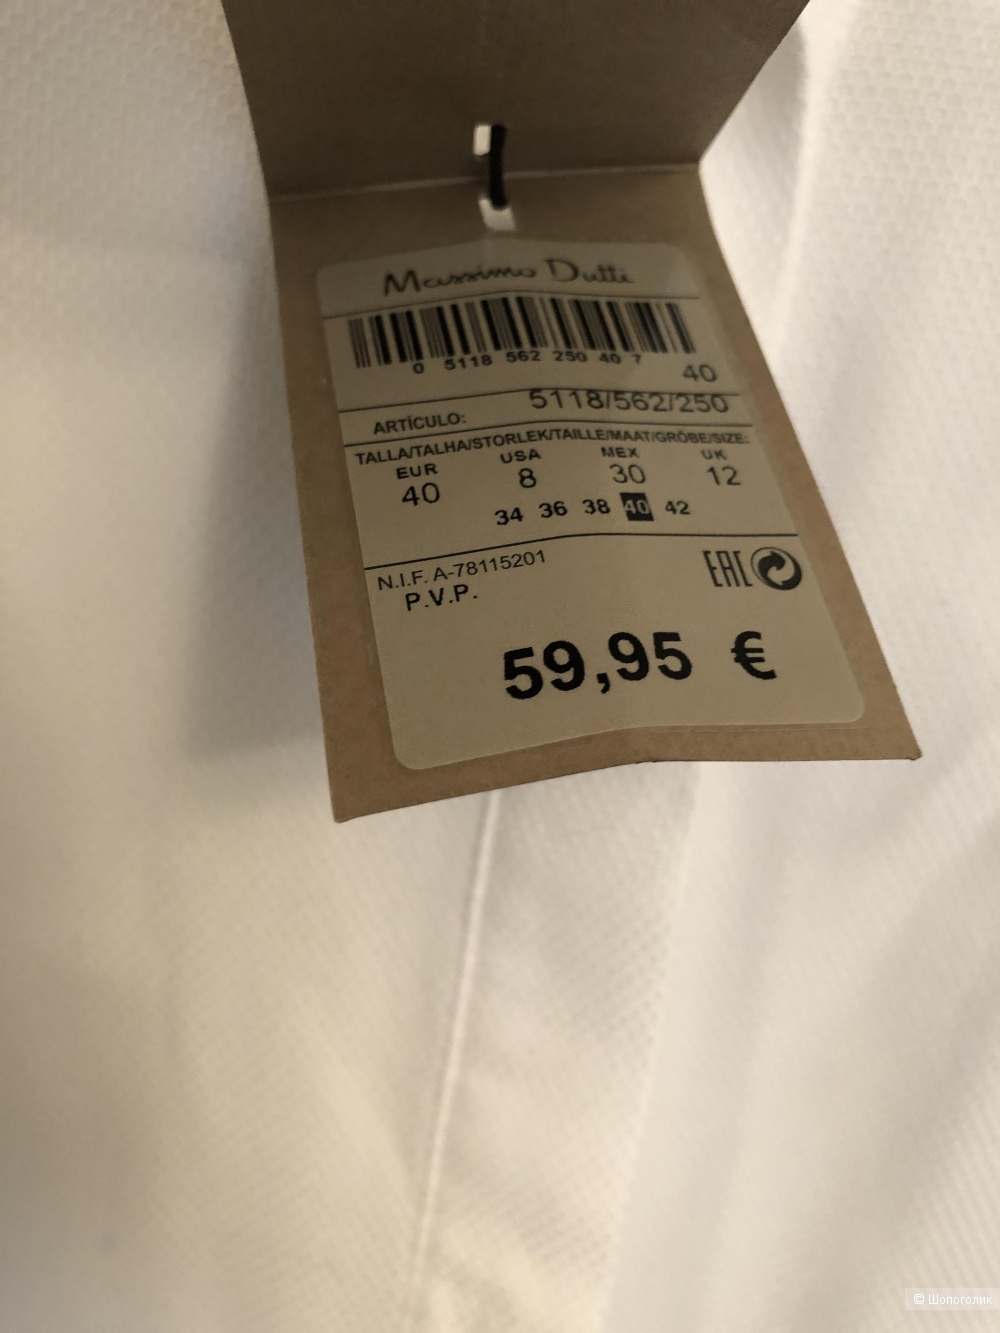 Massimo Dutti
0 5118 562 250 40 7
40
ARTÍCULO: 5118/562/250
TALLA/TALHA/STORLEK/TAILLE/MAAT/GRÖBE/SIZE:
EUR USA MEX UK
40 8 30 12
34 36 38 40 42
N.I.F. A-78115201
EAC
P.V.P.
59,95 €
© Шопоголик